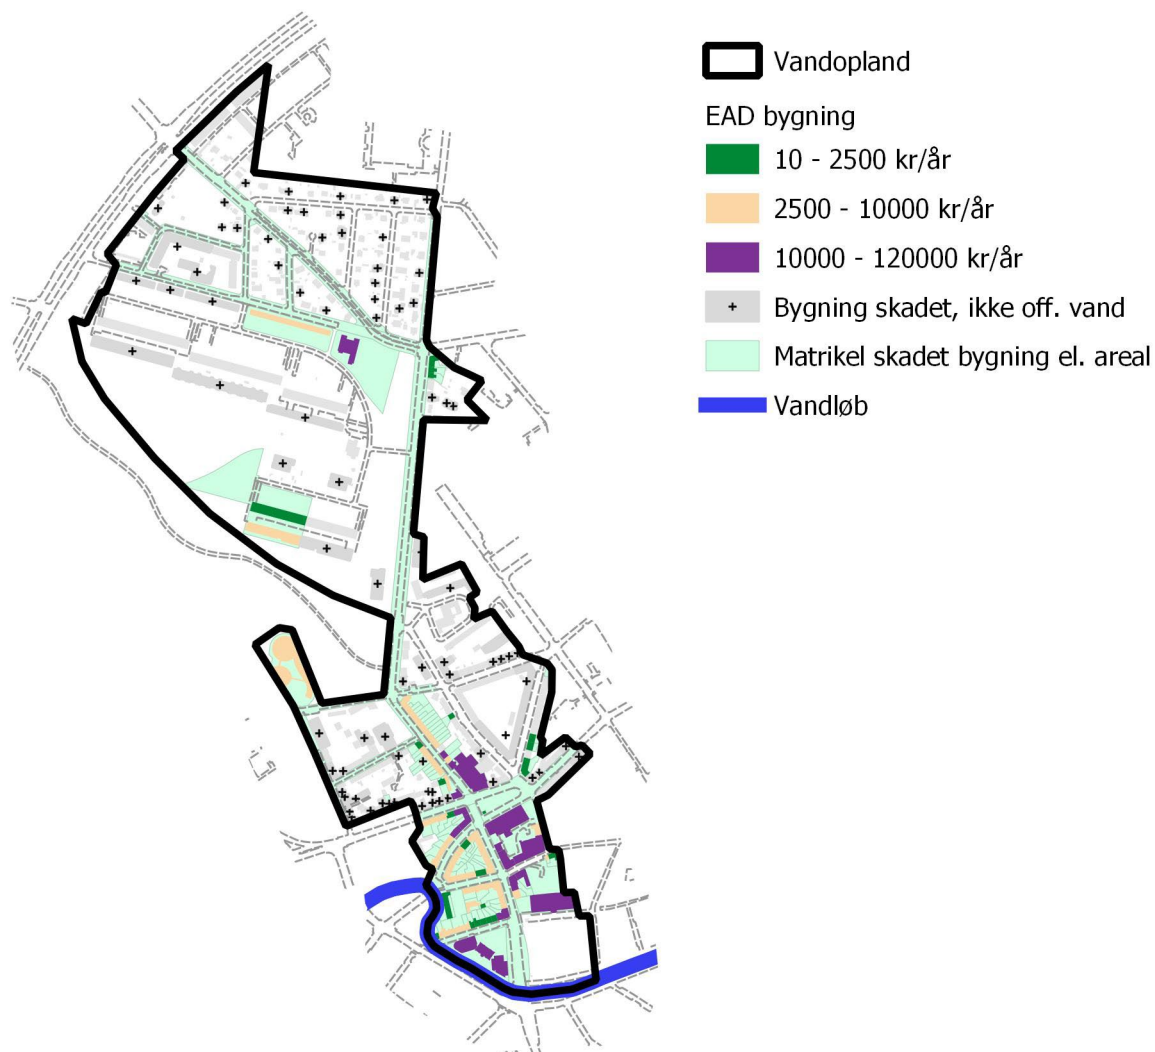 Vandopland
EAD bygning
10 - 2500 kr/år
2500 - 10000 kr/år
10000 - 120000 kr/år
Bygning skadet, ikke off. vand
Matrikel skadet bygning el. areal
Vandløb